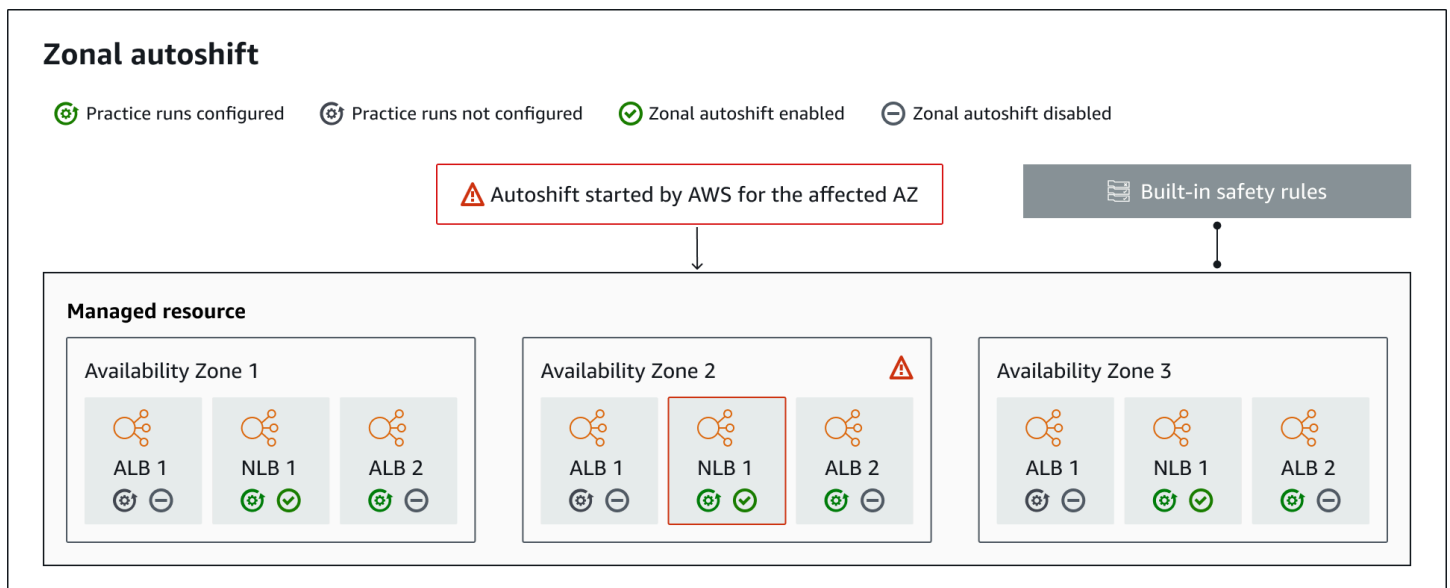 Zonal autoshift
Practice runs configured
Practice runs not configured
Zonal autoshift enabled
Zonal autoshift disabled
Autoshift started by AWS for the affected AZ
Built-in safety rules
Managed resource
Availability Zone 1
ALB 1
NLB 1
ALB 2
Availability Zone 2
ALB 1
NLB 1
ALB 2
Availability Zone 3
ALB 1
NLB 1
ALB 2